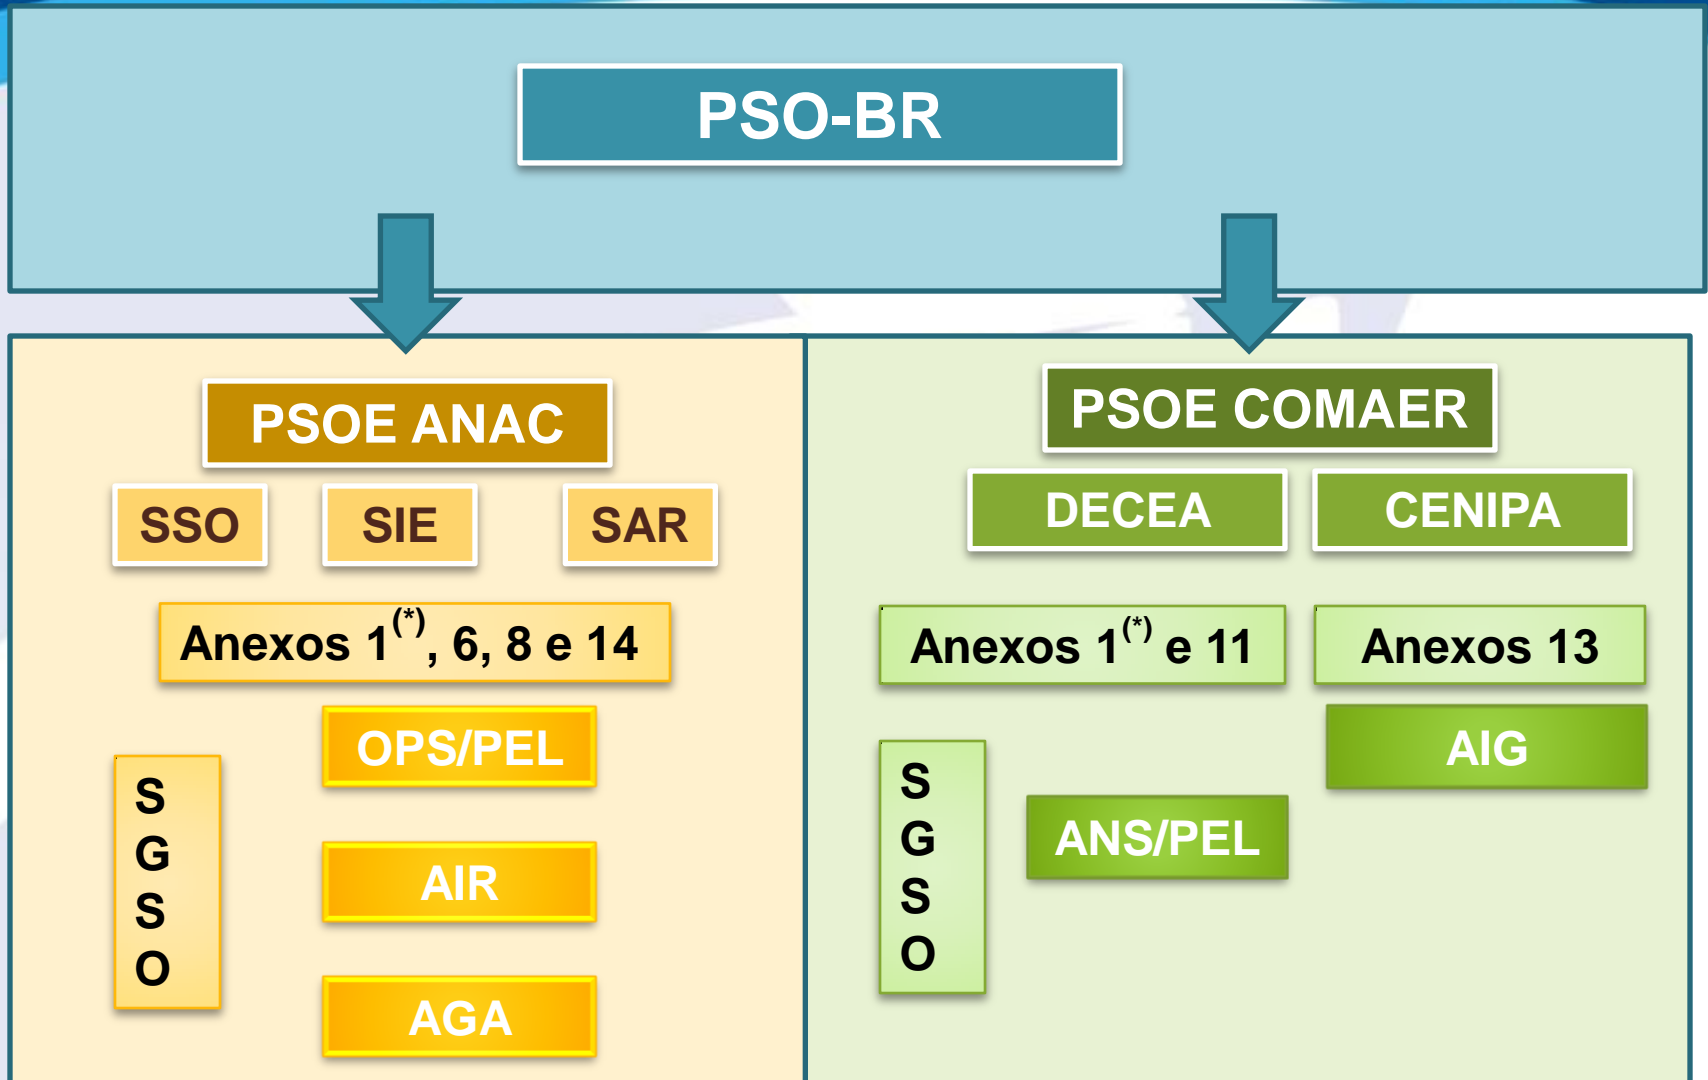 PSO-BR
PSOE ANAC
SSO
SIE
SAR
Anexos 1(*), 6, 8 e 14
S
G
S
O
OPS/PEL
AIR
AGA
PSOE COMAER
DECEA
CENIPA
Anexos 1(*) e 11
Anexos 13
S
G
S
O
ANS/PEL
AIG